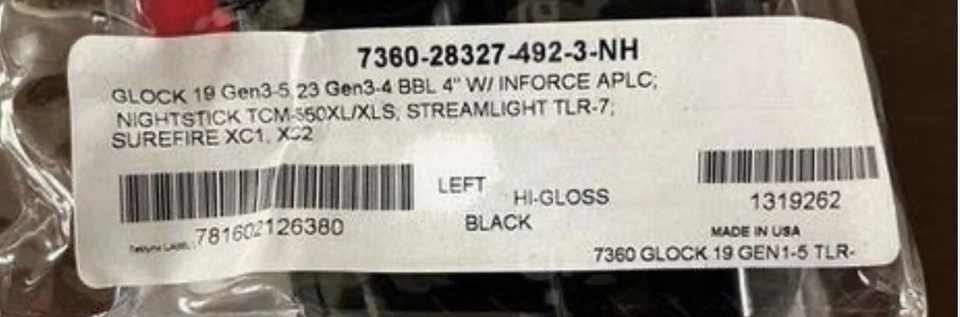 7360-28327-492-3-NH
GLOCK 19 Gen3-5 23 Gen3-4 BBL 4" W/ INFORCE APLC;
NIGHTSTICK TCM-550XL/XLS; STREAMLIGHT TLR-7;
SUREFIRE XC1, XC2
LEFT
HI-GLOSS
BLACK
LABEL
781602126380
1319262
MADE IN USA
7360 GLOCK 19 GEN1-5 TLR-